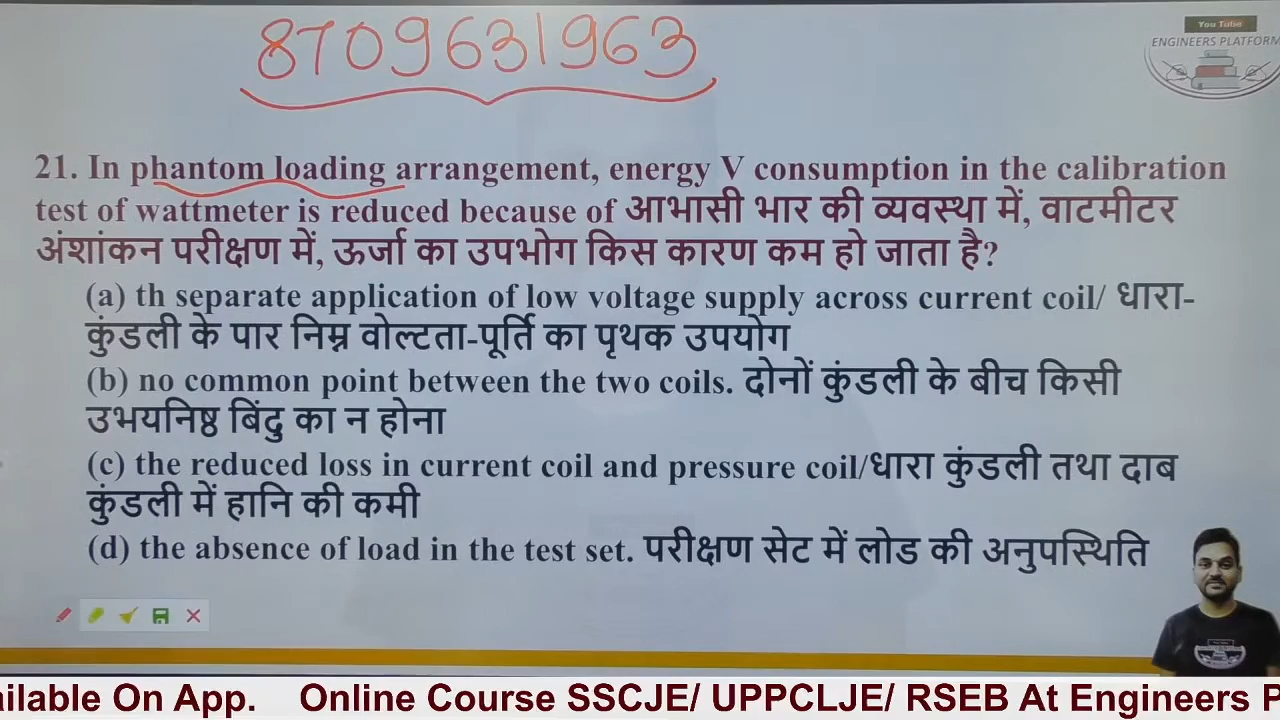 8709631963
You Tube
ENGINEERS PLATFORM
21. In phantom loading arrangement, energy V consumption in the calibration
test of wattmeter is reduced because of आभासी भार की व्यवस्था में, वाटमीटर
अंशांकन परीक्षण में, ऊर्जा का उपभोग किस कारण कम हो जाता है?
(a) th separate application of low voltage supply across current coil/ धारा-
कुंडली के पार निम्न वोल्टता-पूर्ति का पृथक उपयोग
(b) no common point between the two coils. दोनों कुंडली के बीच किसी
उभयनिष्ठ बिंदु का न होना
(c) the reduced loss in current coil and pressure coil/धारा कुंडली तथा दाब
कुंडली में हानि की कमी
(d) the absence of load in the test set. परीक्षण सेट में लोड की अनुपस्थिति
ailable On App. Online Course SSCJE/ UPPCLJE/ RSEB At Engineers P